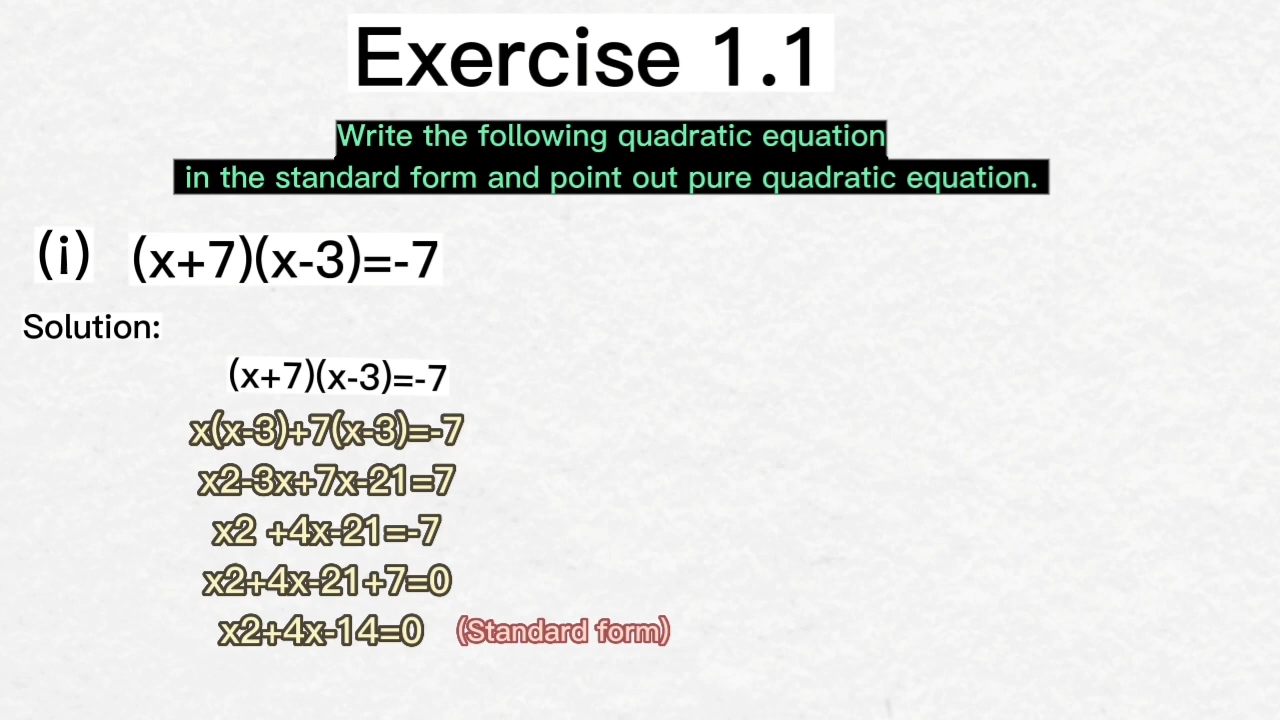 Exercise 1.1
Write the following quadratic equation
in the standard form and point out pure quadratic equation.
(i) (x+7)(x-3)=-7
Solution:
(x+7)(x-3)=-7
x(x-3)+7(x-3)=-7
x2-3x+7x-21=7
x2 +4x-21=-7
x2+4x-21+7=0
x2+4x-14=0 (Standard form)